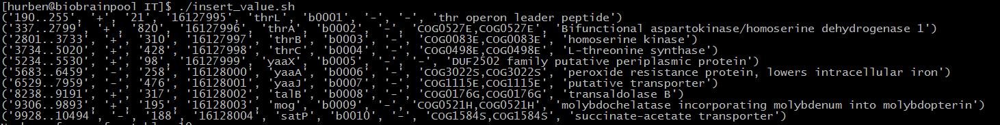 [hurben@biobrainpool IT]$ ./insert_value.sh
('190..255', '+', '21', '16127995', 'thrL', 'b0001', '-','-', 'thr operon leader peptide')
('337..2799', '+', '820', '16127996', 'thrA', 'b0002', '-', 'COG0527E,COG0527E', 'Bifunctional aspartokinase/homoserine dehydrogenase 1')
('2801..3733', '+', '310', '16127997', 'thrB', 'b0003', '-', 'COG0083E,COG0083E', 'homoserine kinase')
('3734..5020', '+', '428', '16127998', 'thrC', 'b0004', '-', 'COG0498E,COG0498E', 'L-threonine synthase')
('5234..5530', '+', '98', '16127999', 'yaaX', 'b0005', '-', '-', 'DUF2502 family putative periplasmic protein')
('5683..6459', '-', '258', '16128000', 'yaaA', 'b0006', '-', 'COG3022S,COG3022S', 'peroxide resistance protein, lowers intracellular iron')
('6529..7959', '-', '476', '16128001', 'yaaJ', 'b0007', '-', 'COG1115E,COG1115E', 'putative transporter')
('8238..9191', '+', '317', '16128002', 'talB', 'b0008', '-', 'COG0176G,COG0176G', 'transaldolase B')
('9306..9893', '+', '195', '16128003', 'mog', 'b0009', '-', 'COG0521H,COG0521H', 'molybdochelatase incorporating molybdenum into molybdopterin')
('9928..10494', '-', '188', '16128004', 'satP', 'b0010', '-', 'COG1584S,COG1584S', 'succinate-acetate transporter')